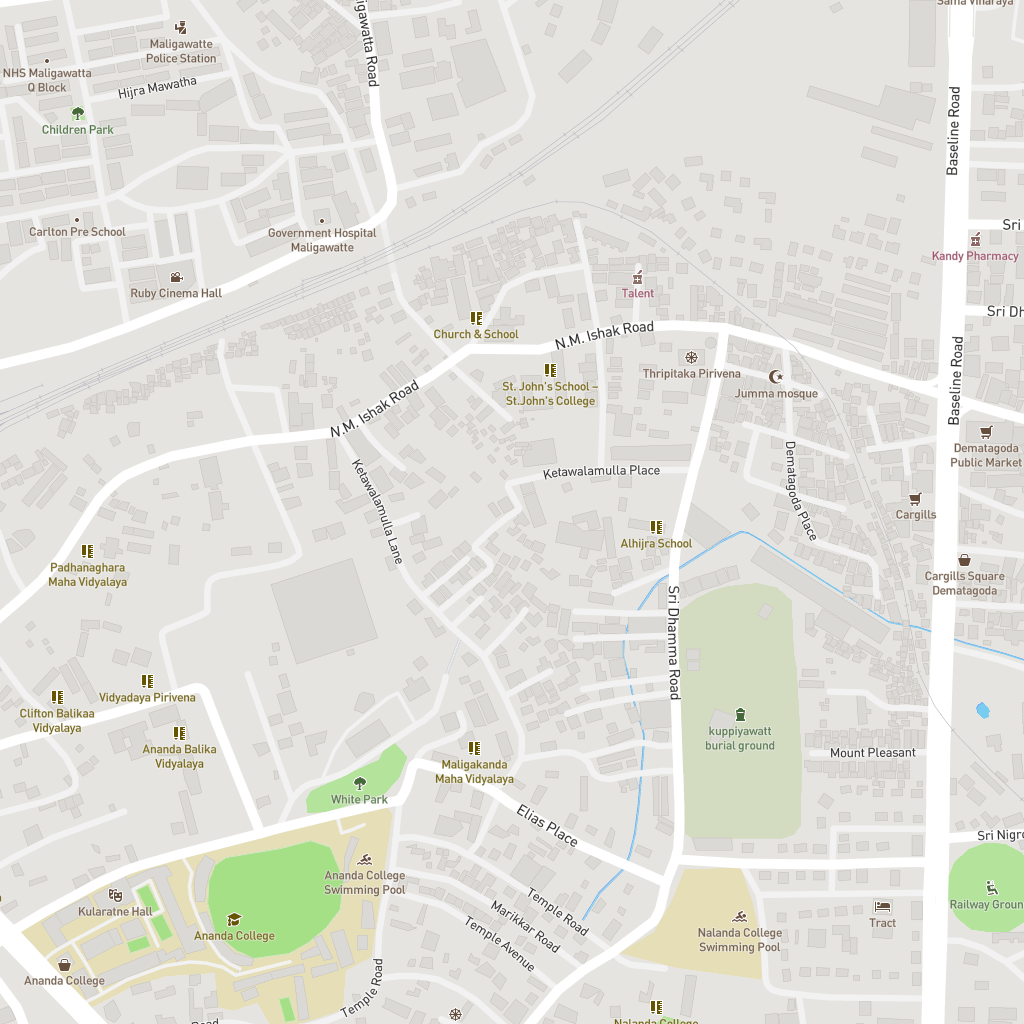 Sama Viharaya
Maligawatta Road
Maligawatte
Police Station
NHS Maligawatta
Q Block
Hijra Mawatha
Children Park
Baseline Road
Carlton Pre School
Government Hospital
Maligawatte
Sri
Kandy Pharmacy
Ruby Cinema Hall
Talent
Sri Dh
Church & School
N.M. Ishak Road
Thripitaka Pirivena
Baseline Road
St. John's School –
St.John's College
Jumma mosque
N.M. Ishak Road
Dematagoda
Public Market
Ketawalamulla Place
Ketawalamulla Lane
Dematagoda Place
Cargills
Alhijra School
Padhanaghara
Maha Vidyalaya
Cargills Square
Dematagoda
Sri Dhamma Road
Vidyadaya Pirivena
Clifton Balikaa
Vidyalaya
Ananda Balika
Vidyalaya
kuppiyawatt
burial ground
Mount Pleasant
Maligakanda
Maha Vidyalaya
White Park
Elias Place
Sri Nigro
Ananda College
Swimming Pool
Kularatne Hall
Temple Road
Railway Groun
Ananda College
Marikkar Road
Tract
Nalanda College
Swimming Pool
Temple Avenue
Ananda College
Temple Road
Road
Nalanda College